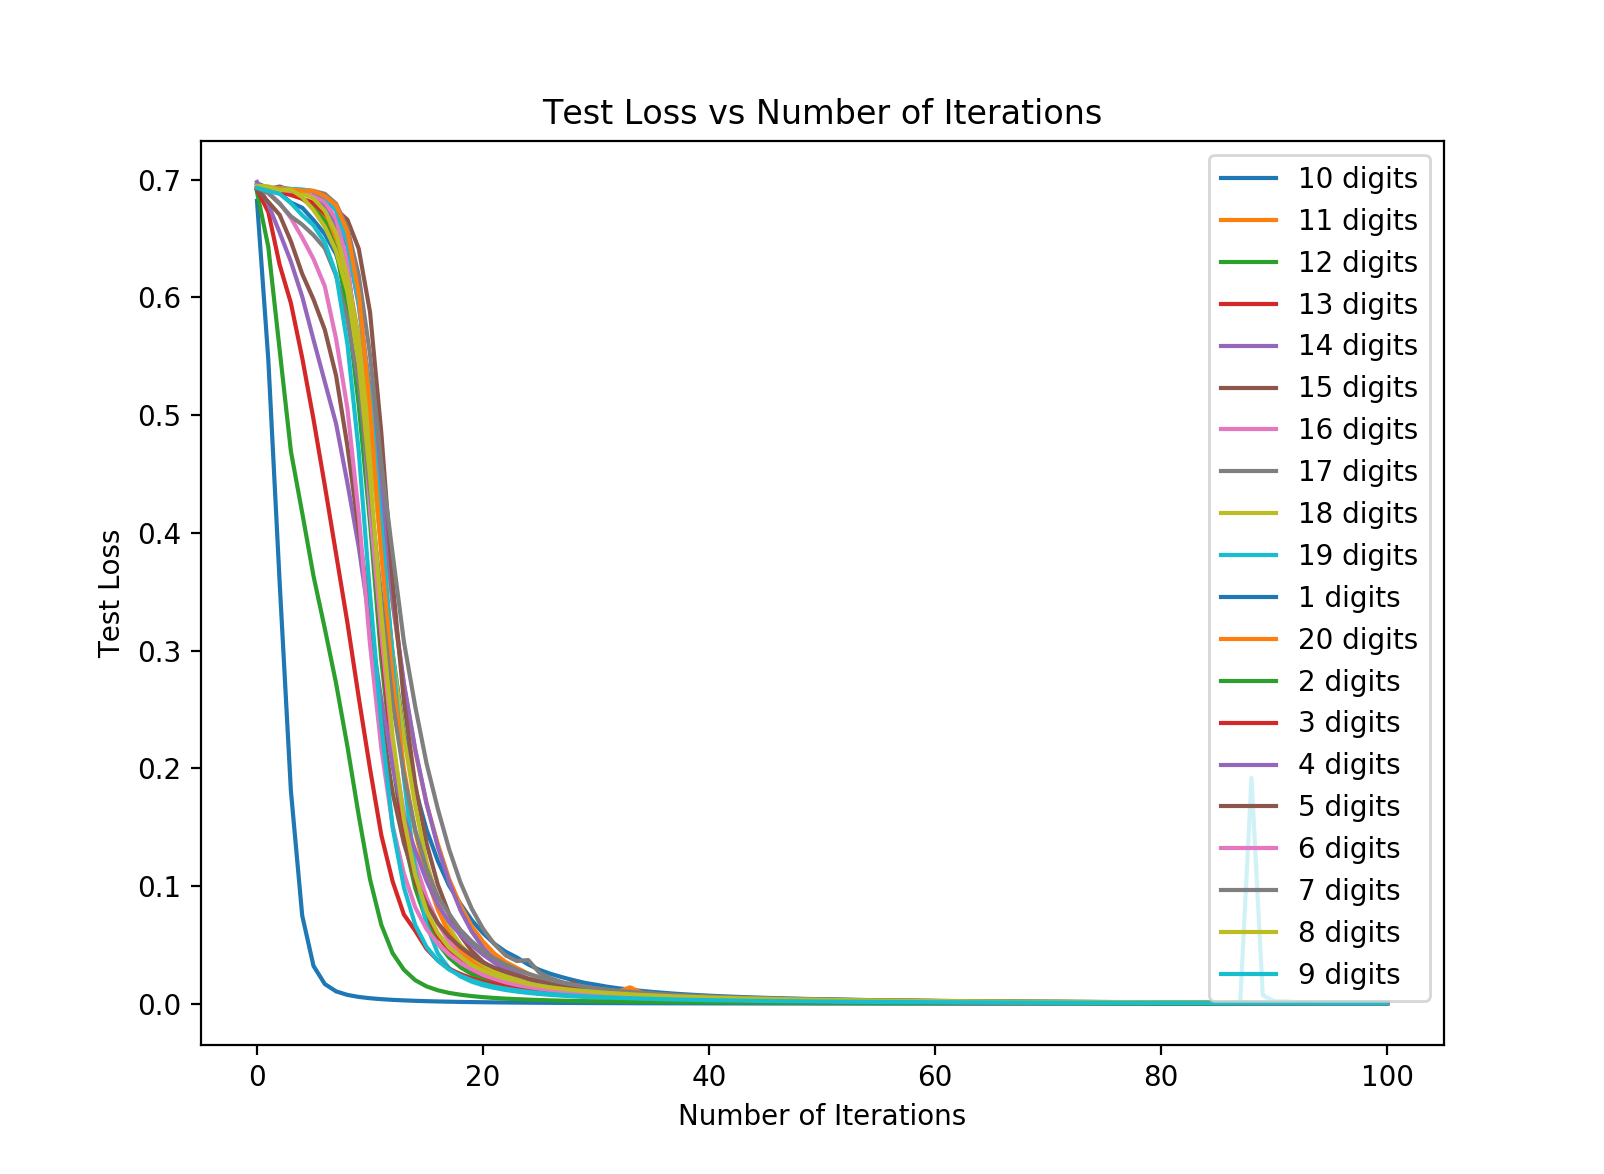 Test Loss vs Number of Iterations
0.7
0.6
0.5
0.4
0.3
0.2
0.1
0.0
Test Loss
0 20 40 60 80 100
Number of Iterations
10 digits
11 digits
12 digits
13 digits
14 digits
15 digits
16 digits
17 digits
18 digits
19 digits
1 digits
20 digits
2 digits
3 digits
4 digits
5 digits
6 digits
7 digits
8 digits
9 digits